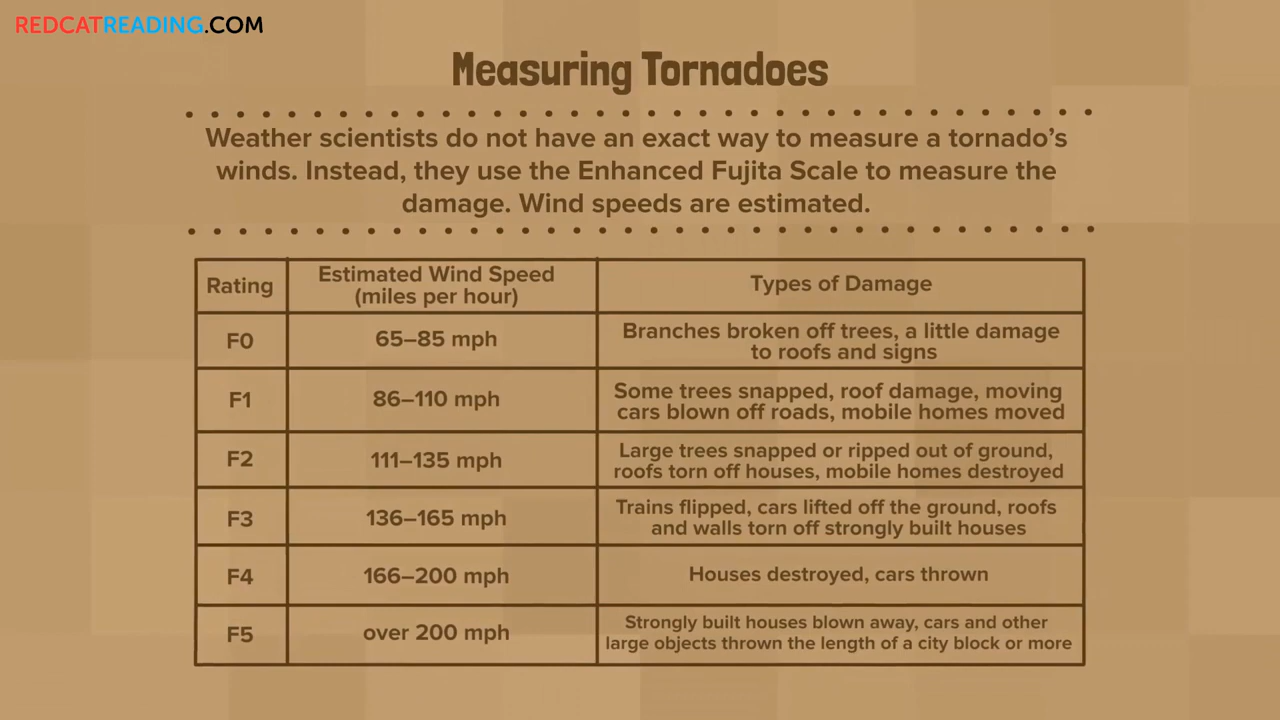 REDCATREADING.COM
Measuring Tornadoes
Weather scientists do not have an exact way to measure a tornado's
winds. Instead, they use the Enhanced Fujita Scale to measure the
damage. Wind speeds are estimated.
Rating
Estimated Wind Speed
(miles per hour)
Types of Damage
F0
65–85 mph
Branches broken off trees, a little damage
to roofs and signs
F1
86–110 mph
Some trees snapped, roof damage, moving
cars blown off roads, mobile homes moved
F2
111–135 mph
Large trees snapped or ripped out of ground,
roofs torn off houses, mobile homes destroyed
F3
136–165 mph
Trains flipped, cars lifted off the ground, roofs
and walls torn off strongly built houses
F4
166–200 mph
Houses destroyed, cars thrown
F5
over 200 mph
Strongly built houses blown away, cars and other
large objects thrown the length of a city block or more